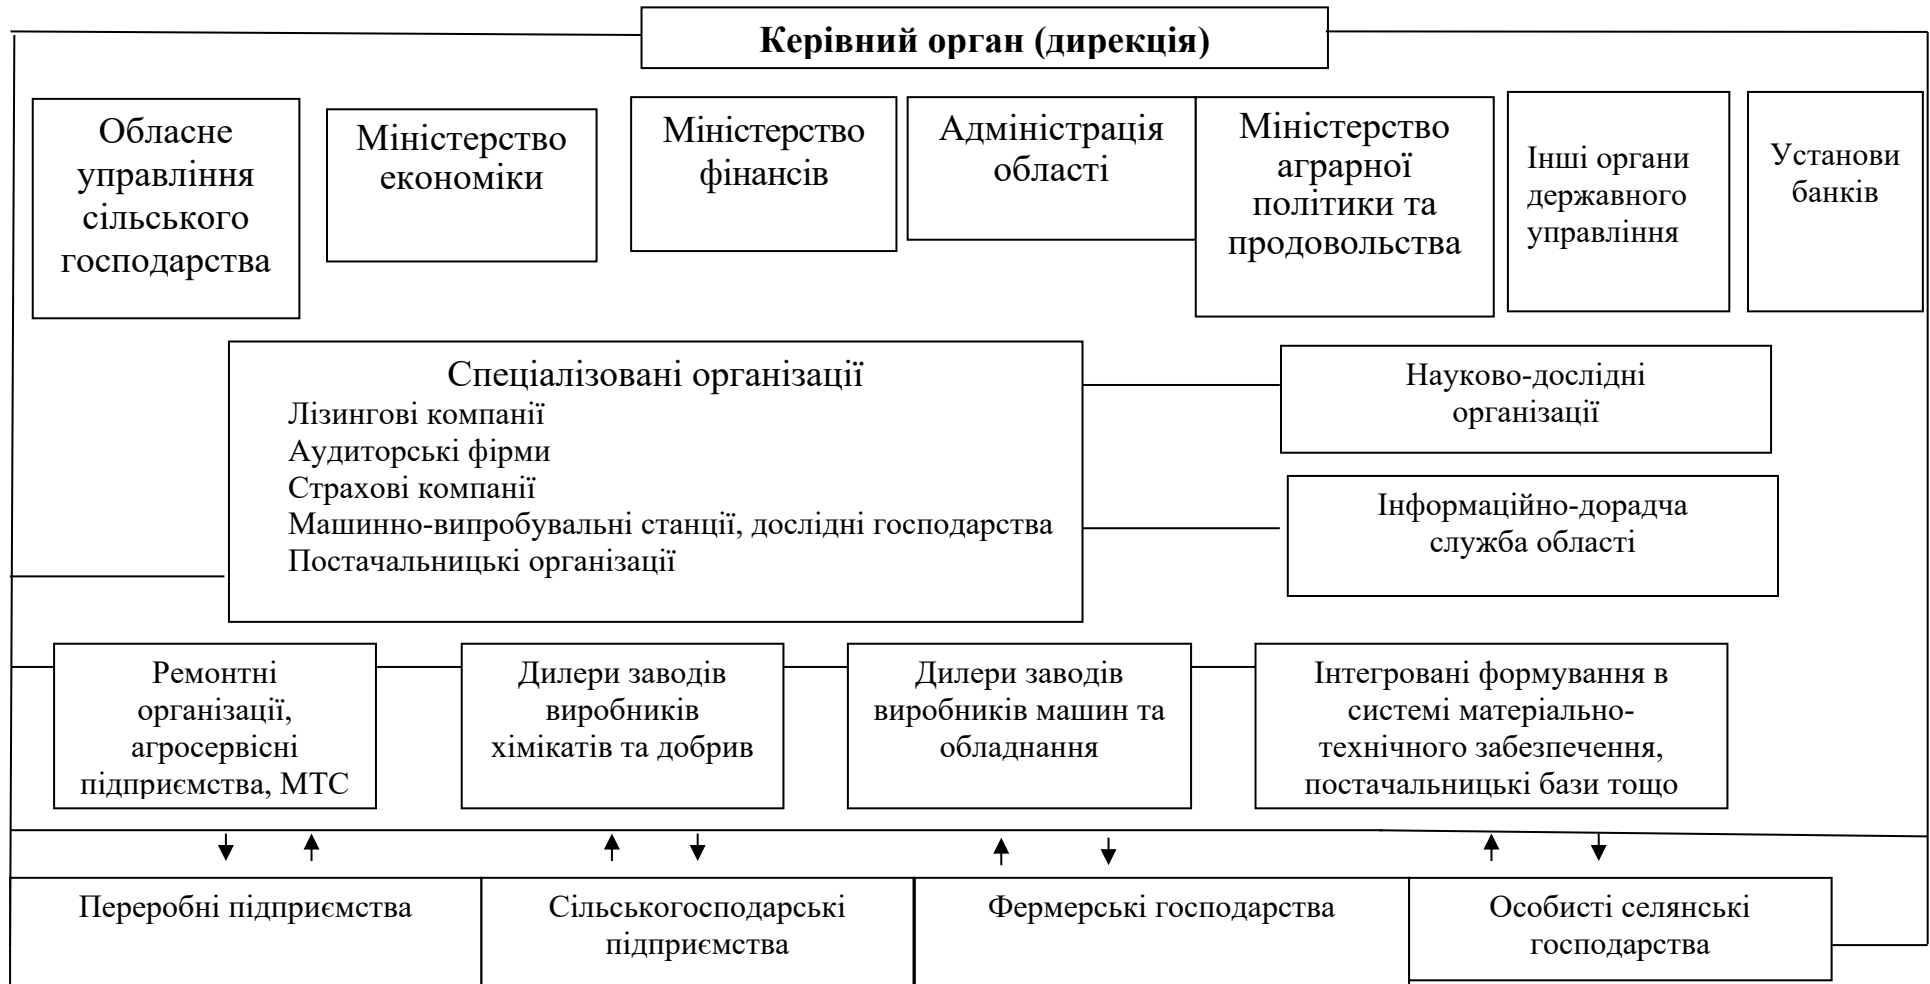 Керівний орган (дирекція)
Обласне
управління
сільського
господарства
Міністерство
економіки
Міністерство
фінансів
Адміністрація
області
Міністерство
аграрної
політики та
продовольства
Інші органи
державного
управління
Установи
банків
Спеціалізовані організації
Лізингові компанії
Аудиторські фірми
Страхові компанії
Машинно-випробувальні станції, дослідні господарства
Постачальницькі організації
Науково-дослідні
організації
Інформаційно-дорадча
служба області
Ремонтні
організації,
агросервісні
підприємства, МТС
Дилери заводів
виробників
хімікатів та добрив
Дилери заводів
виробників машин та
обладнання
Інтегровані формування в
системі матеріально-
технічного забезпечення,
постачальницькі бази тощо
Переробні підприємства
Сільськогосподарські
підприємства
Фермерські господарства
Особисті селянські
господарства